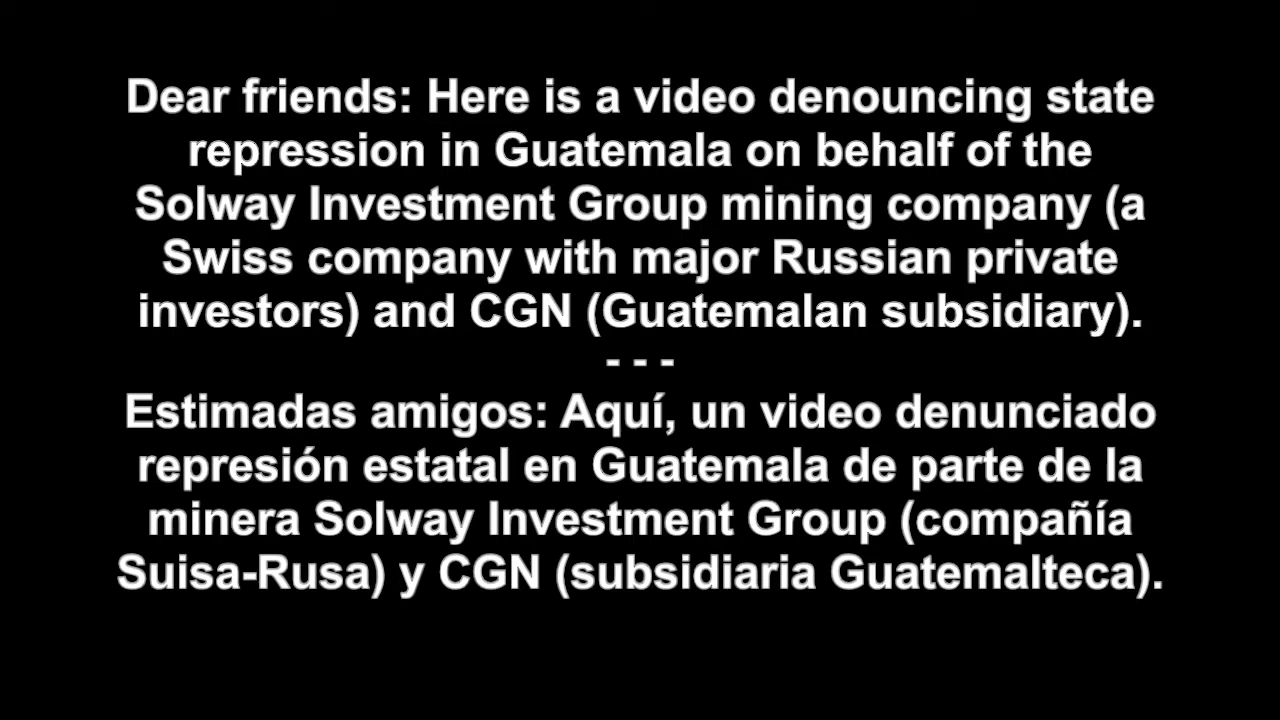 Dear friends: Here is a video denouncing state
repression in Guatemala on behalf of the
Solway Investment Group mining company (a
Swiss company with major Russian private
investors) and CGN (Guatemalan subsidiary).
- - -
Estimadas amigos: Aquí, un video denunciado
represión estatal en Guatemala de parte de la
minera Solway Investment Group (compañía
Suisa-Rusa) y CGN (subsidiaria Guatemalteca).